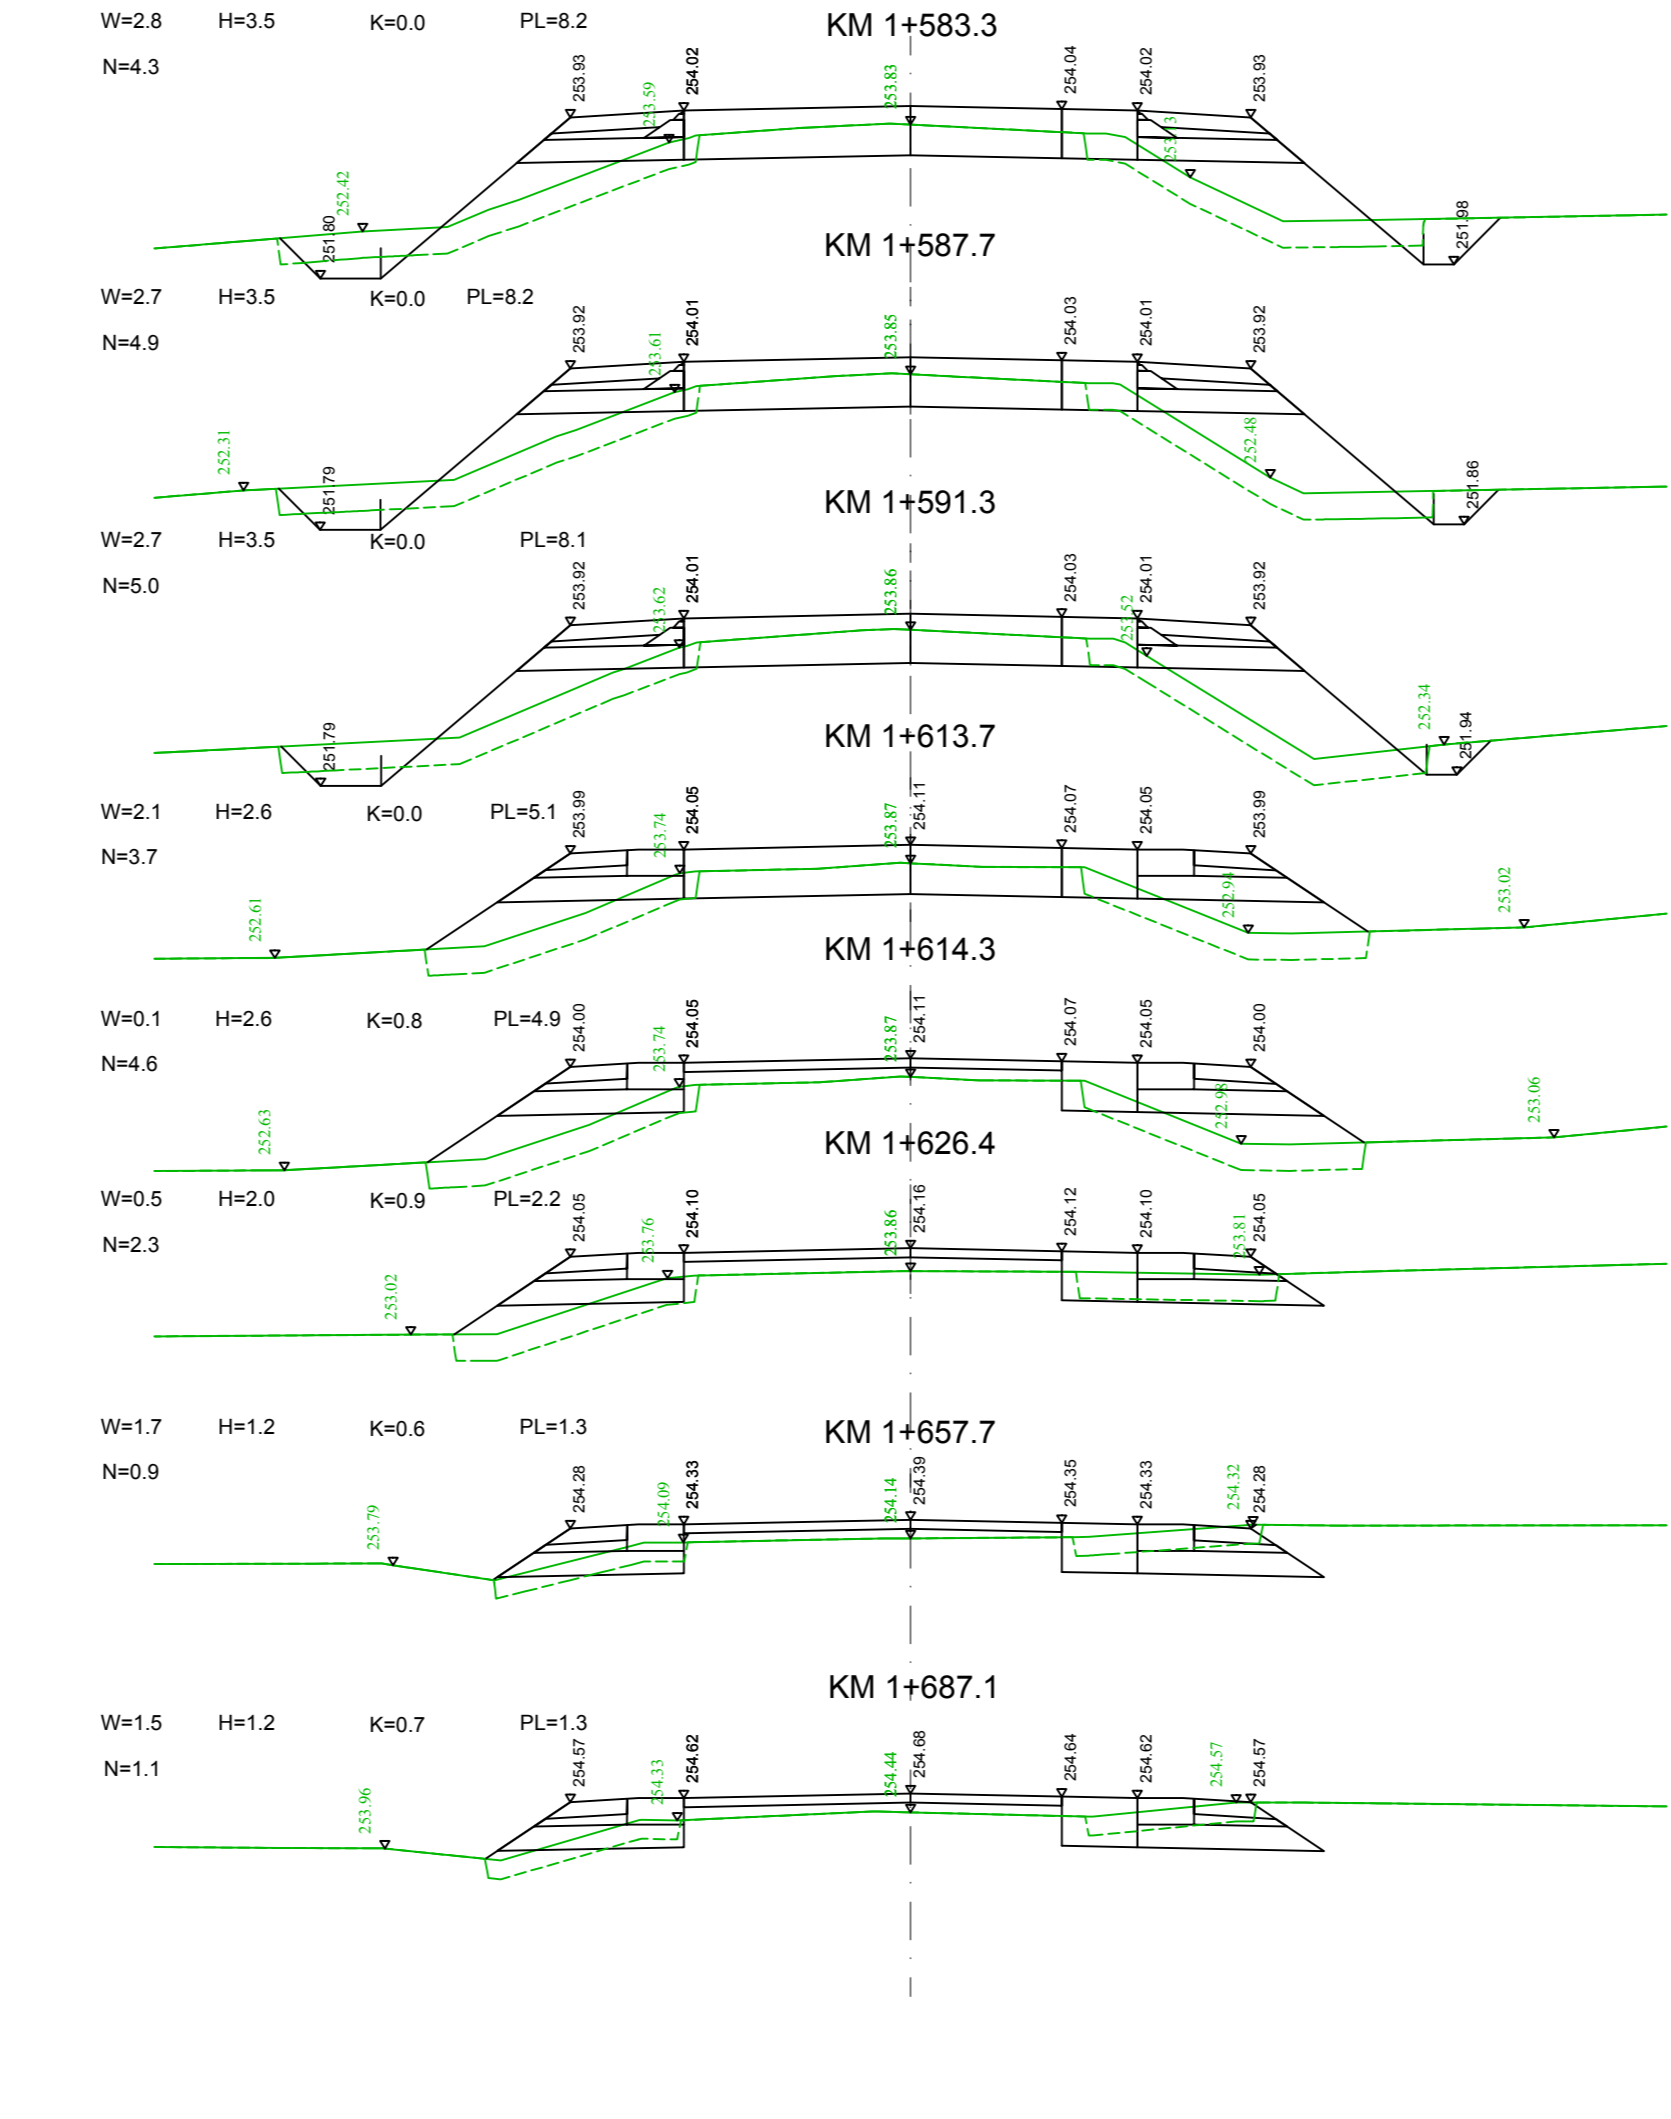 W=2.8 H=3.5 K=0.0 PL=8.2 KM 1+583.3
N=4.3
253.93 253.59 254.02 253.83 254.04 254.02 253.93
252.42 251.80 251.98
KM 1+587.7
W=2.7 H=3.5 K=0.0 PL=8.2
N=4.9
253.92 253.61 254.01 253.85 254.03 254.01 253.92
252.31 251.79 252.48 251.86
KM 1+591.3
W=2.7 H=3.5 K=0.0 PL=8.1
N=5.0
253.92 253.62 254.01 253.86 254.03 253.52 254.01 253.92
251.79 252.34 251.94
KM 1+613.7
W=2.1 H=2.6 K=0.0 PL=5.1
N=3.7
253.99 253.74 254.05 253.87 254.11 254.07 254.05 253.99
252.61 252.94 253.02
KM 1+614.3
W=0.1 H=2.6 K=0.8 PL=4.9
N=4.6
254.00 253.74 254.05 253.87 254.11 254.07 254.05 254.00
252.63 252.98 253.06
KM 1+626.4
W=0.5 H=2.0 K=0.9 PL=2.2
N=2.3
254.05 253.76 254.10 253.86 254.16 254.12 254.10 253.81 254.05
253.02
W=1.7 H=1.2 K=0.6 PL=1.3 KM 1+657.7
N=0.9
254.28 254.09 254.33 254.14 254.39 254.35 254.33 254.32 254.28
253.79
KM 1+687.1
W=1.5 H=1.2 K=0.7 PL=1.3
N=1.1
254.57 254.33 254.62 254.44 254.68 254.64 254.62 254.57 254.57
253.96